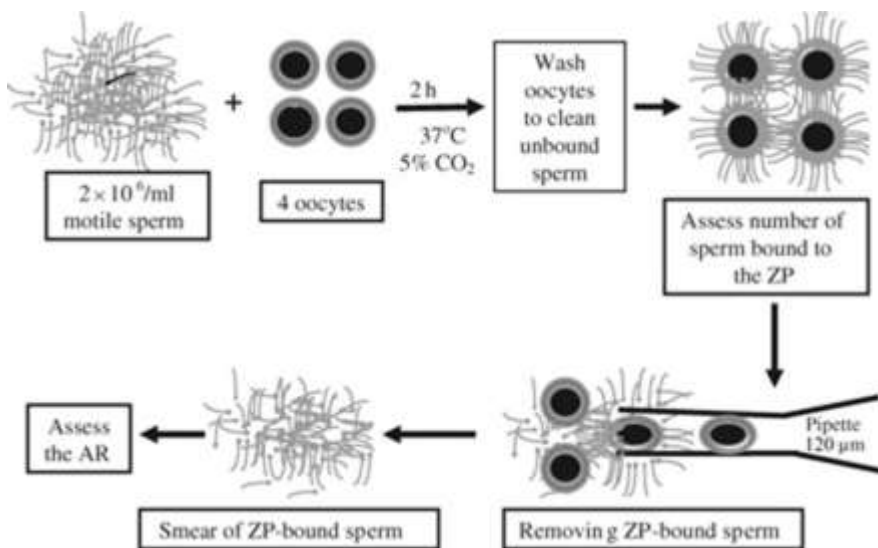 2×10⁶/ml
motile sperm
+
4 oocytes
2 h
37°C
5% CO₂
Wash
oocytes
to clean
unbound
sperm
Assess number of
sperm bound to
the ZP
Pipette
120 µm
Removin g ZP-bound sperm
Smear of ZP-bound sperm
Assess
the AR